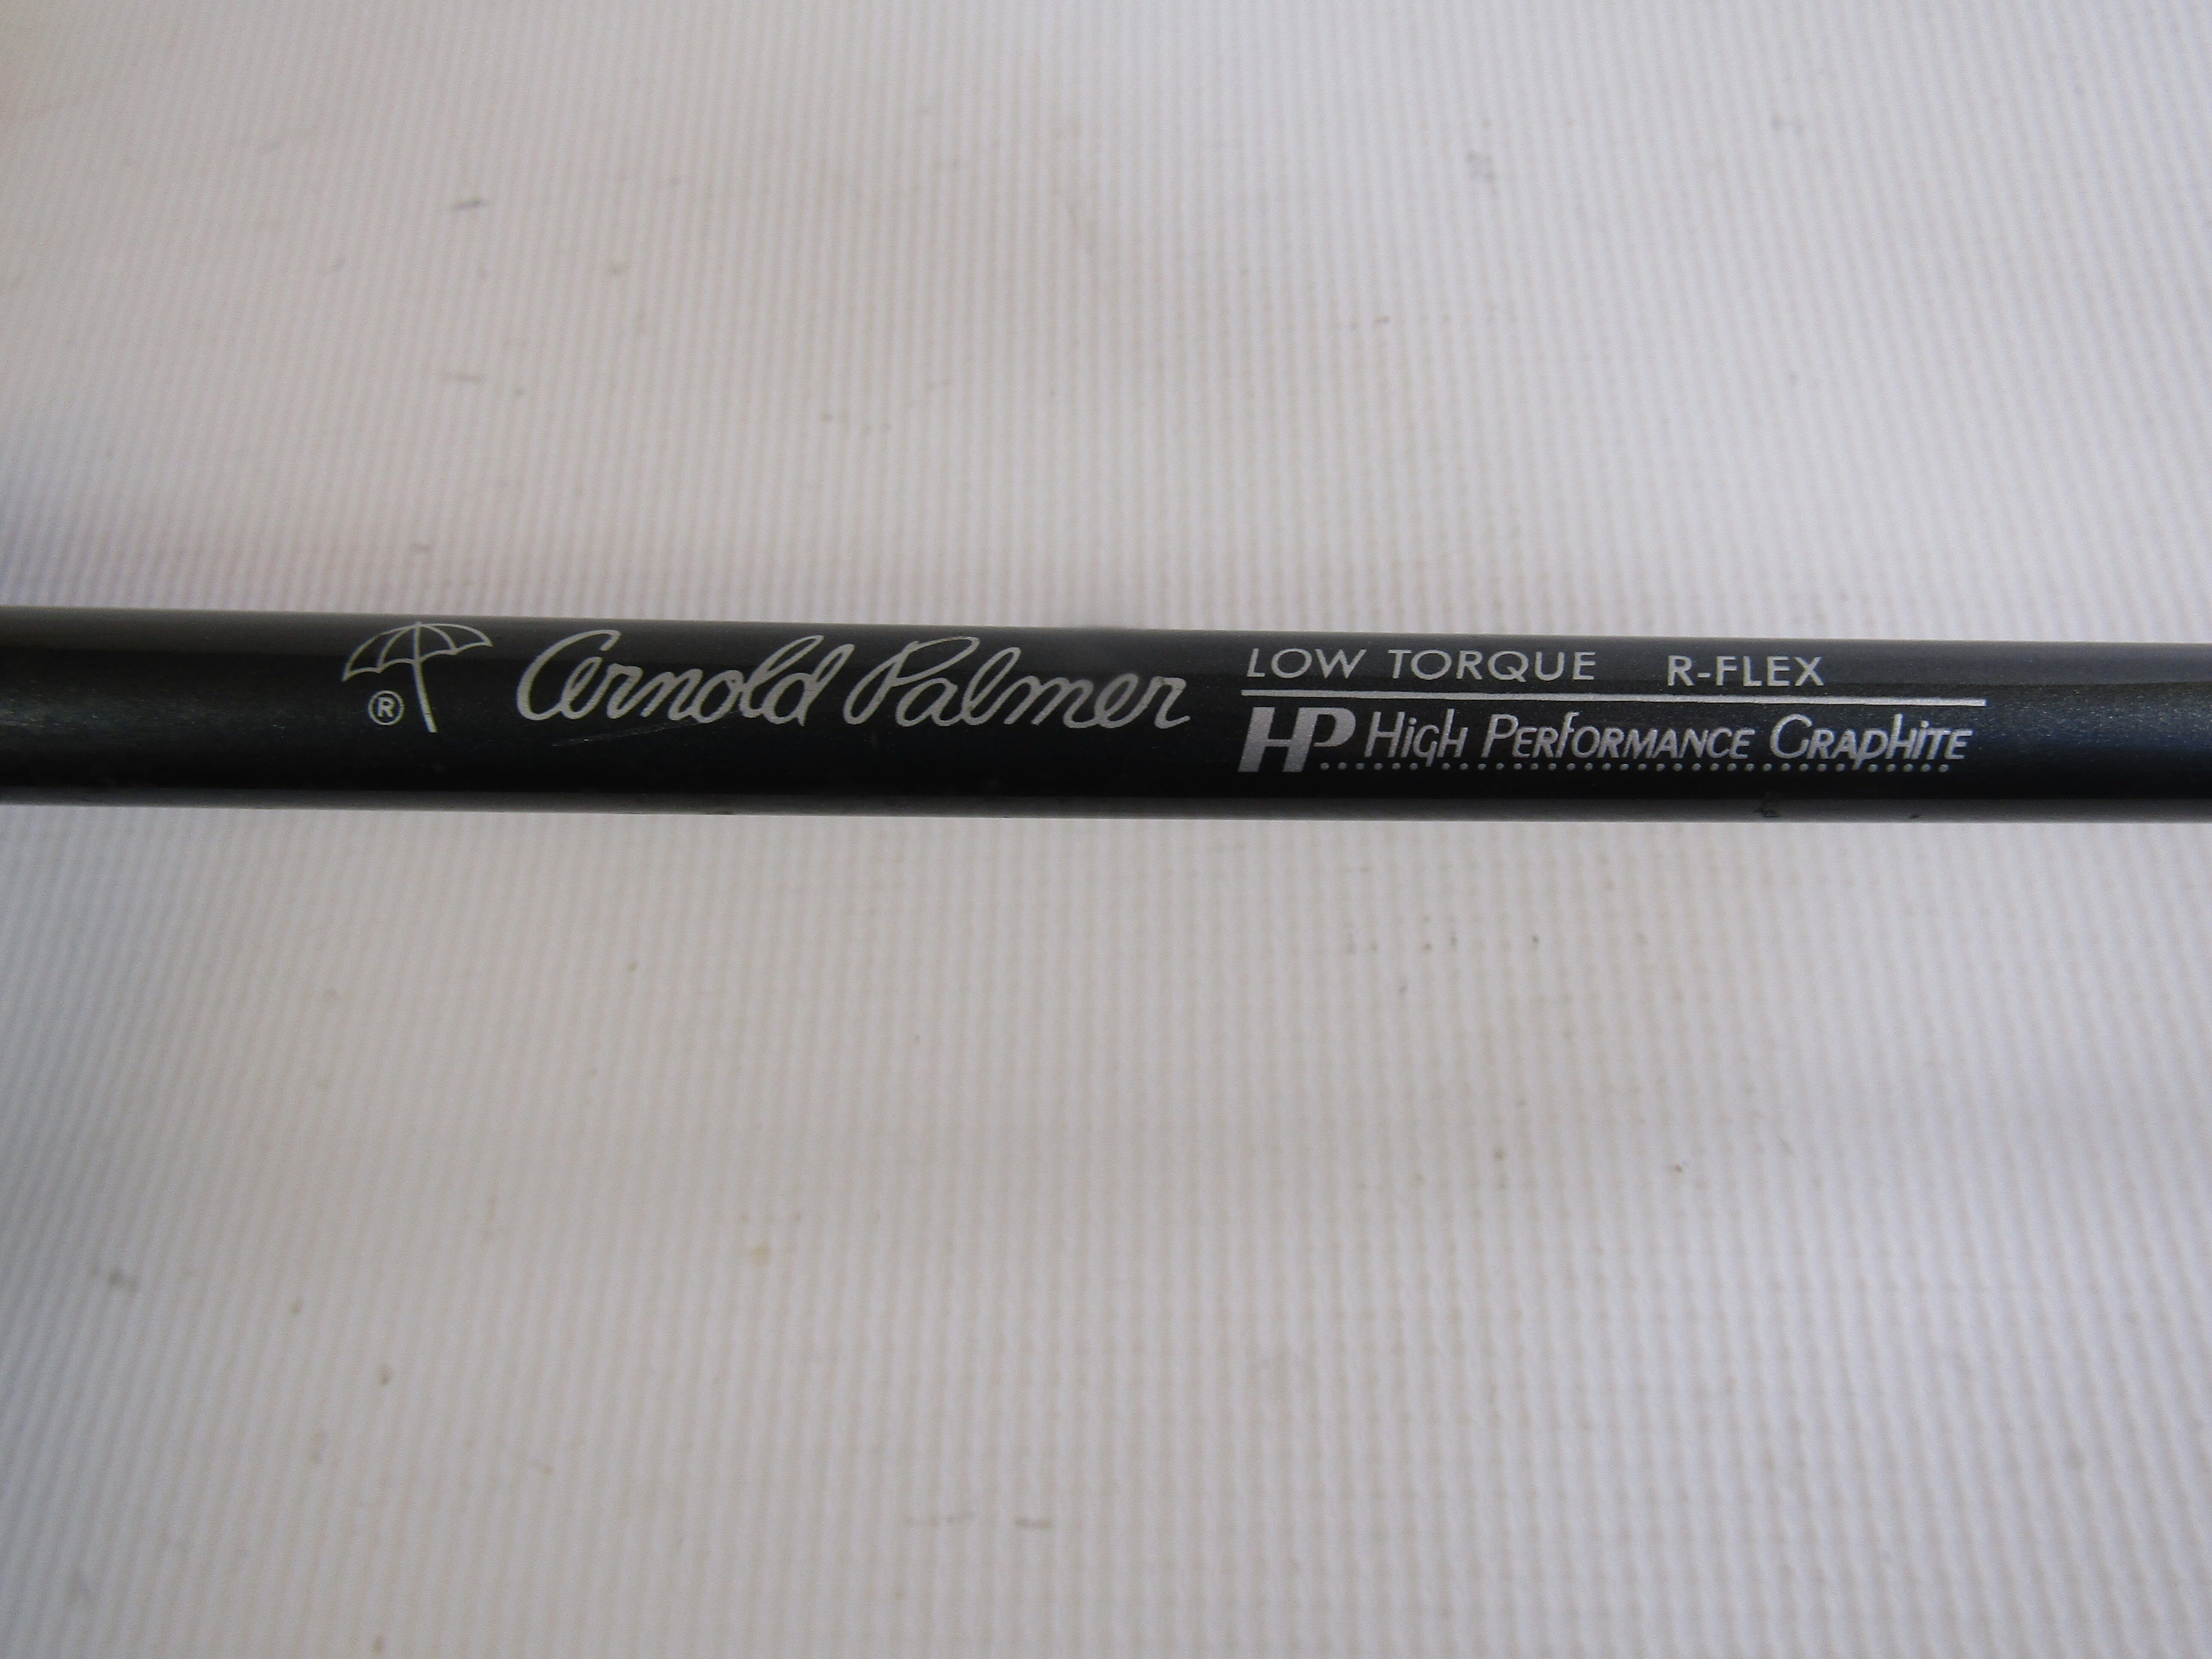 ® Arnold Palmer
LOW TORQUE R-FLEX
HP High Performance Graphite